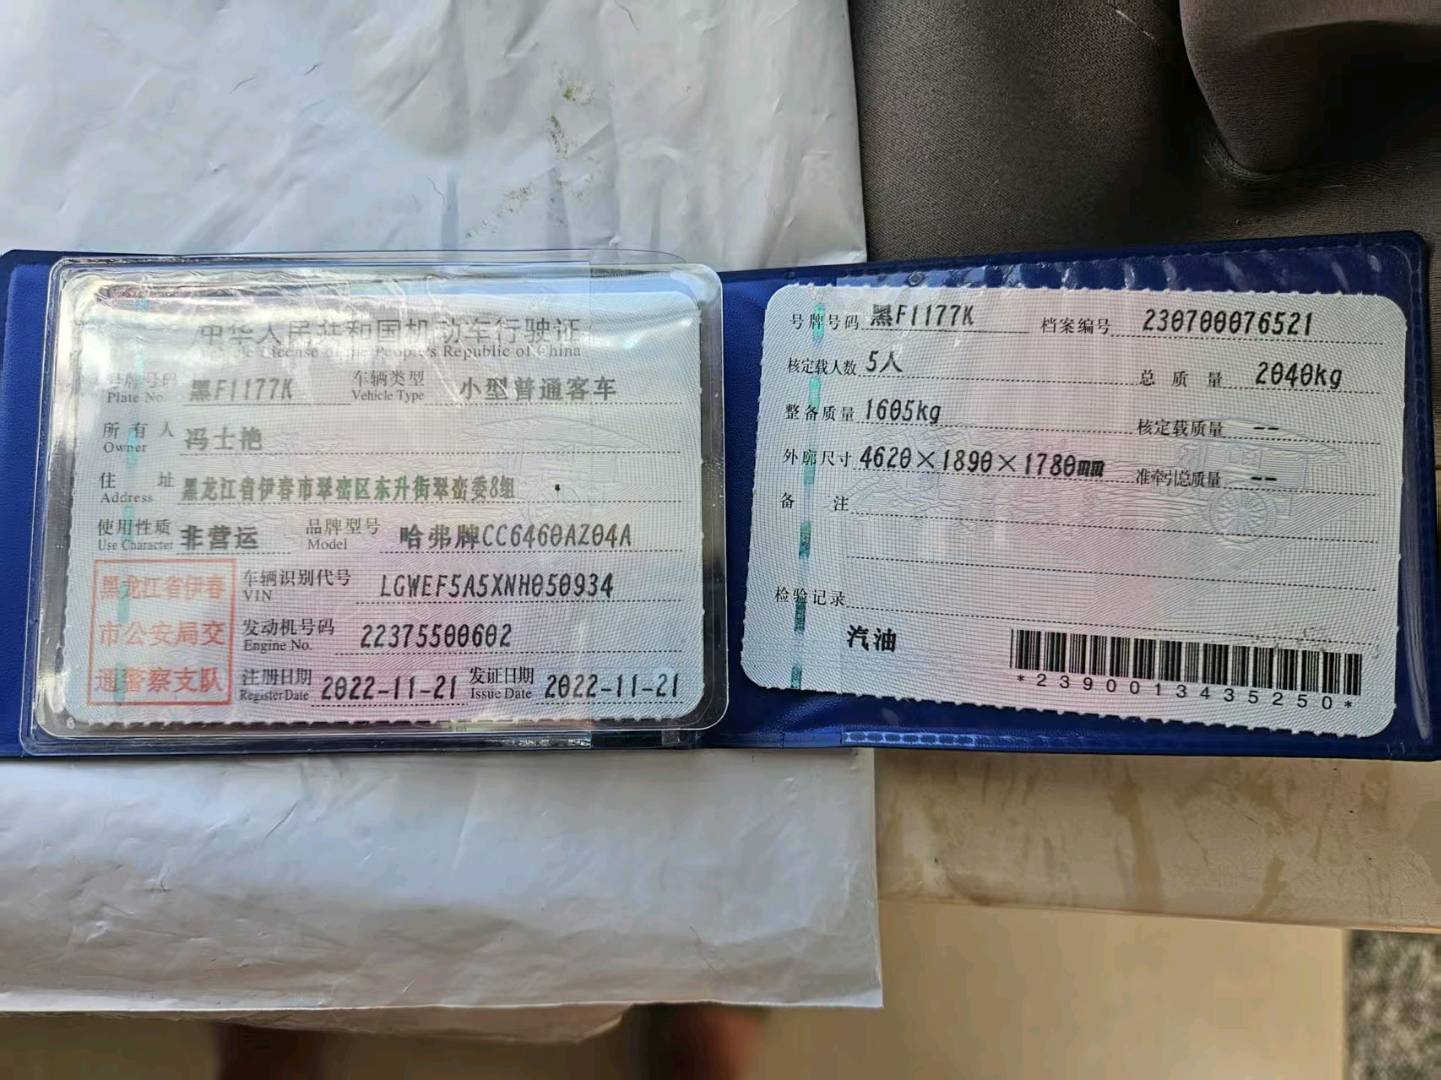 中华人民共和国机动车行驶证
License of the People's Republic of China
号牌号码 黑F1177K 车辆类型 小型普通客车
Plate No. Vehicle Type
所有人 冯士艳
Owner
住址 黑龙江省伊春市翠峦区东升街翠峦委8组
Address
使用性质 非营运 品牌型号 哈弗牌CC6460AZ04A
Use Character Model
黑龙江省伊春
市公安局交
通警察支队
车辆识别代号 LGWEF5A5XNH050934
VIN
发动机号码 22375500602
Engine No.
注册日期 2022-11-21 发证日期 2022-11-21
Register Date Issue Date
号牌号码 黑F1177K 档案编号 230700076521
核定载人数 5人 总质量 2040kg
整备质量 1605kg 核定载质量 --
外廓尺寸 4620×1890×1780mm 准牵引总质量 --
备注
检验记录
汽油
*2390013435250*